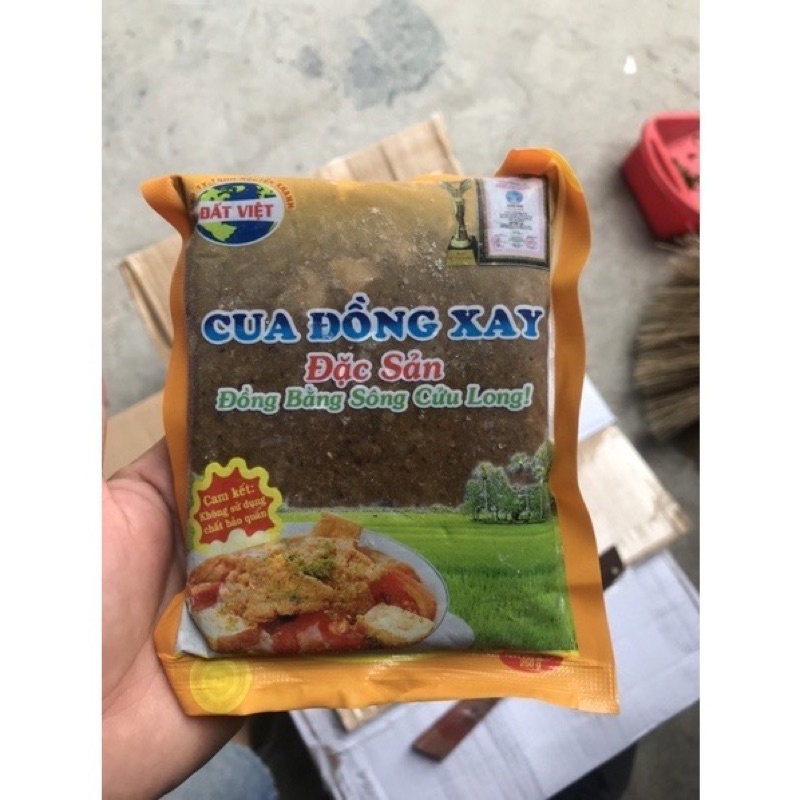 ĐẤT VIỆT
CUA ĐỒNG XAY
Đặc Sản
Đồng Bằng Sông Cửu Long!
Cam kết:
Không sử dụng
chất bảo quản
250 g